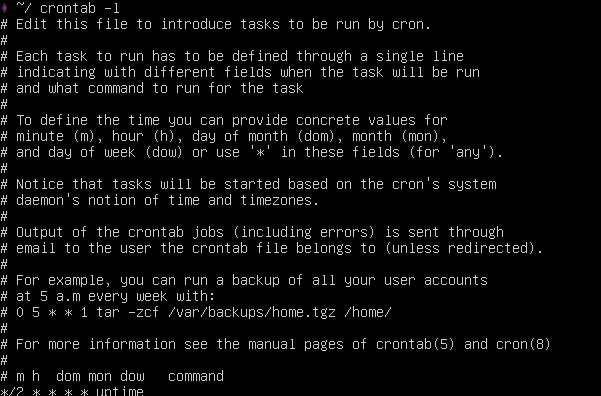 ♦ ~/ crontab -l
# Edit this file to introduce tasks to be run by cron.
#
# Each task to run has to be defined through a single line
# indicating with different fields when the task will be run
# and what command to run for the task
#
# To define the time you can provide concrete values for
# minute (m), hour (h), day of month (dom), month (mon),
# and day of week (dow) or use '*' in these fields (for 'any').
#
# Notice that tasks will be started based on the cron's system
# daemon's notion of time and timezones.
#
# Output of the crontab jobs (including errors) is sent through
# email to the user the crontab file belongs to (unless redirected).
#
# For example, you can run a backup of all your user accounts
# at 5 a.m every week with:
# 0 5 * * 1 tar -zcf /var/backups/home.tgz /home/
#
# For more information see the manual pages of crontab(5) and cron(8)
#
# m h  dom mon dow   command
*/2 * * * * uptime